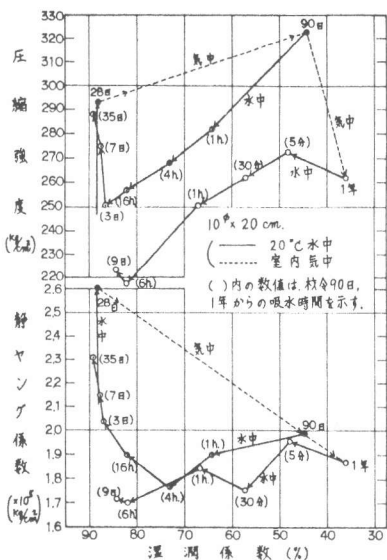 圧縮強度
(kg/cm²)
330
320
310
300
290
280
270
260
250
240
230
220
28日
(35日)
(7日)
(3日)
(16h)
(4h)
(1h)
90日
気中
水中
気中
(9日)
(6h)
(1h)
(30分)
(5分)
水中
1年
10φ×20cm.
20℃水中
室内気中
( )内の数値は,材令90日,
1年からの吸水時間を示す。
静ヤング係数
(×10⁵ kg/cm²)
2.6
2.5
2.4
2.3
2.2
2.1
2.0
1.9
1.8
1.7
1.6
28日
水中
気中
(35日)
(7日)
(3日)
(16h)
(4h)
(1h)
水中
90日
(9日)
(6h)
(1h)
(30分)
水中
(5分)
1年
90 80 70 60 50 40 30
湿潤係数(%)